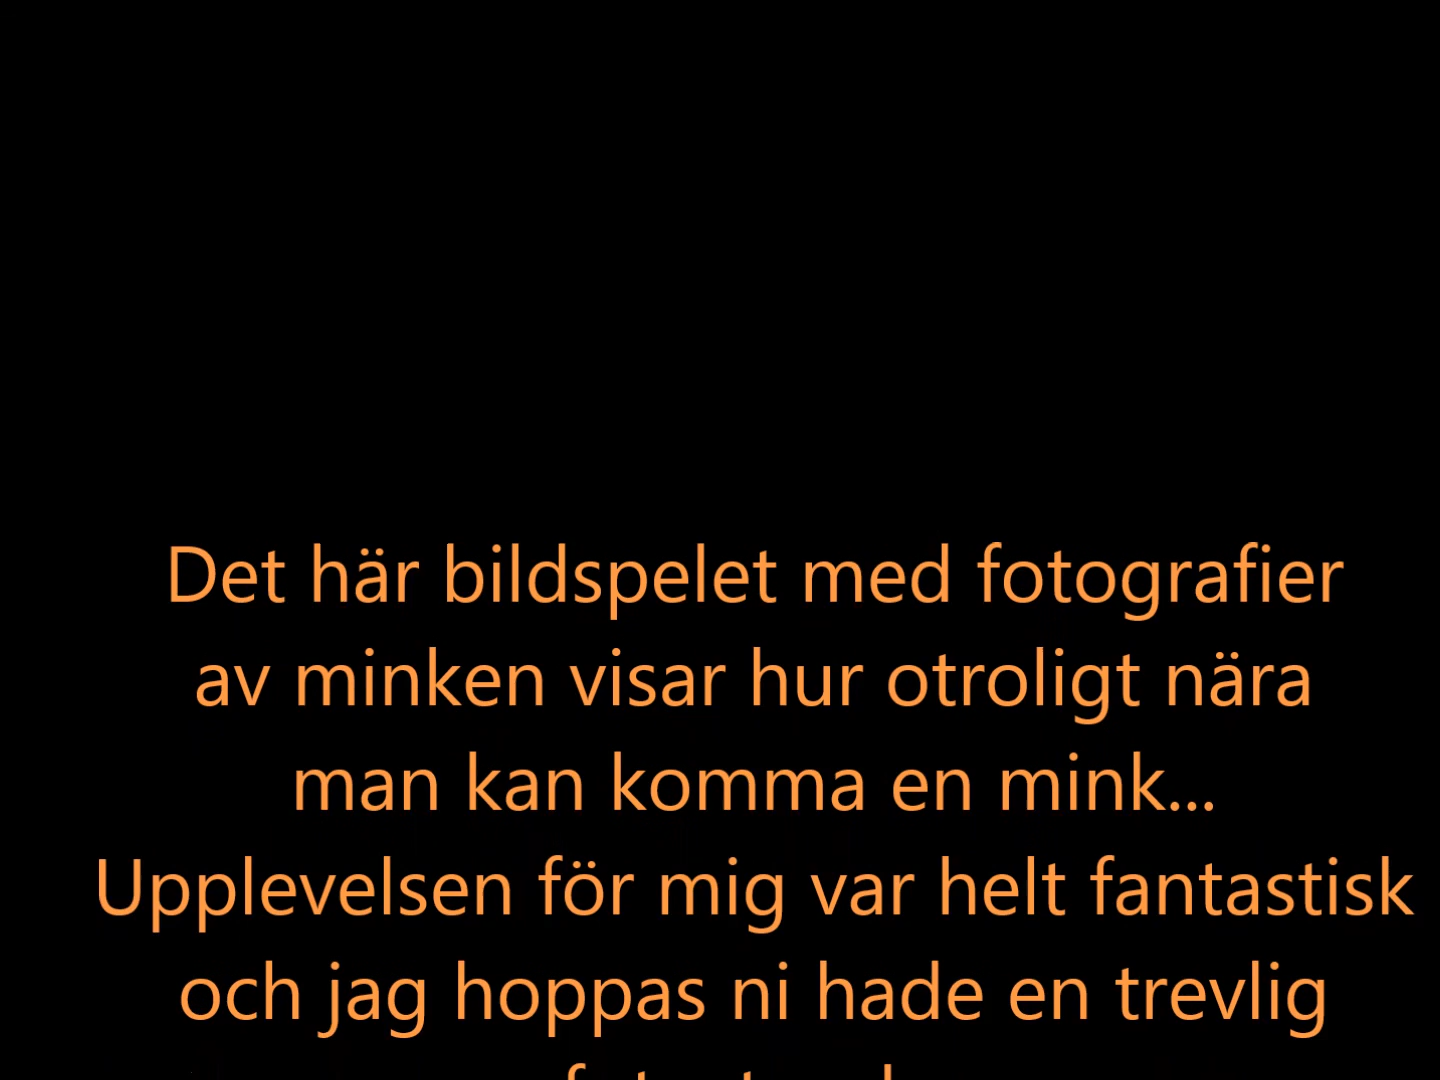 Det här bildspelet med fotografier
av minken visar hur otroligt nära
man kan komma en mink...
Upplevelsen för mig var helt fantastisk
och jag hoppas ni hade en trevlig